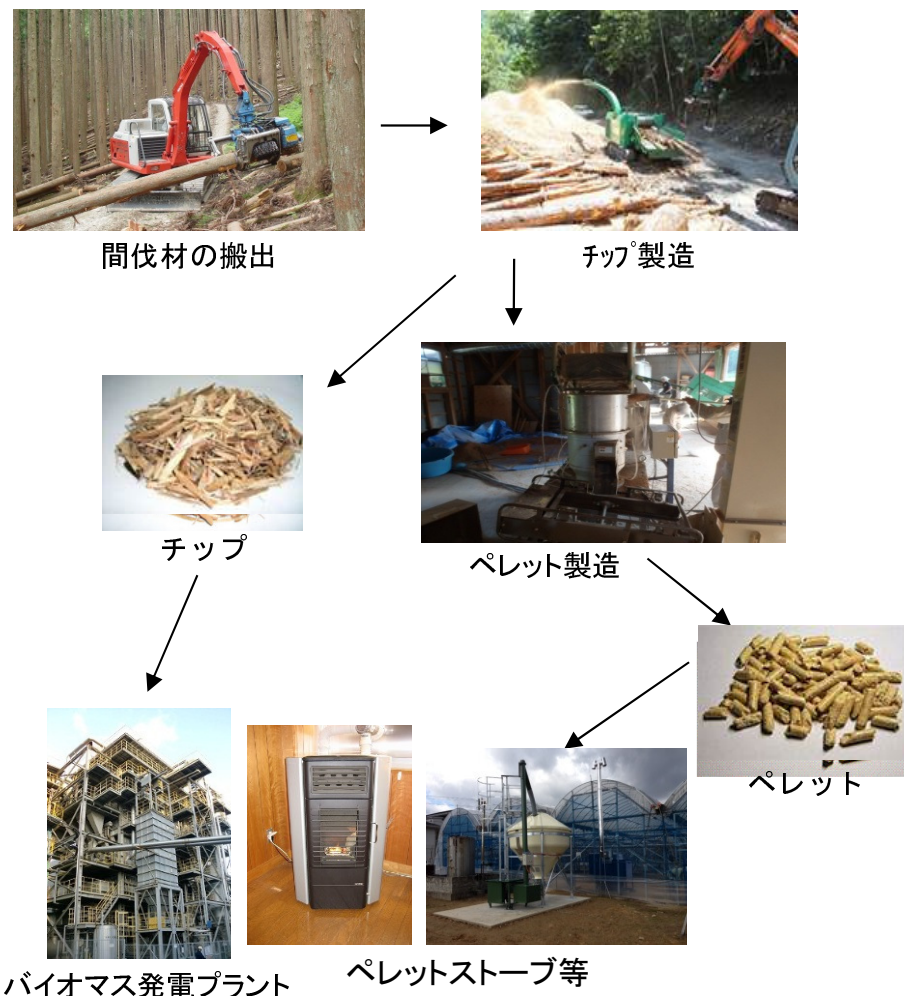 間伐材の搬出
チップ製造
チップ
ペレット製造
ペレット
バイオマス発電プラント
ペレットストーブ等